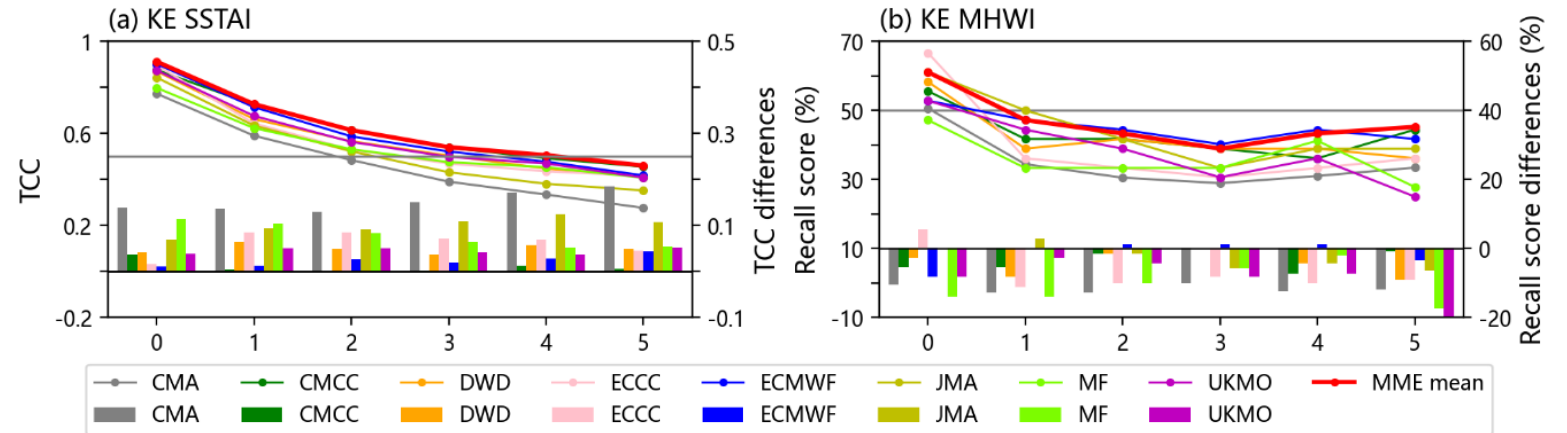 (a) KE SSTAI
1
0.6
0.2
-0.2
TCC
0.5
0.3
0.1
-0.1
TCC differences
0 1 2 3 4 5
(b) KE MHWI
70
50
30
10
-10
Recall score (%)
60
40
20
0
-20
Recall score differences (%)
0 1 2 3 4 5
CMA CMCC DWD ECCC ECMWF JMA MF UKMO MME mean
CMA CMCC DWD ECCC ECMWF JMA MF UKMO